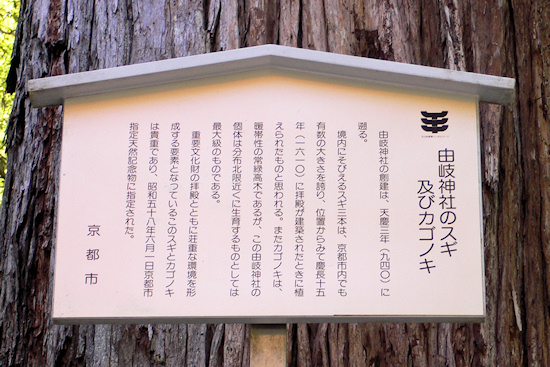 由岐神社のスギ
及びカゴノキ
由岐神社の創建は、天慶三年（九四〇）に
遡る。
境内にそびえるスギ三本は、京都市内でも
有数の大きさを誇り、位置からみて慶長十五
年（一六一〇）に拝殿が建築されたときに植
えられたものと思われる。またカゴノキは、
暖帯性の常緑高木であるが、この由岐神社の
個体は分布北限近くに生育するものとしては
最大級のものである。
重要文化財の拝殿とともに荘重な環境を形
成する要素となつているこのスギとカゴノキ
は貴重であり、昭和五十八年六月一日京都市
指定天然記念物に指定された。
京都市